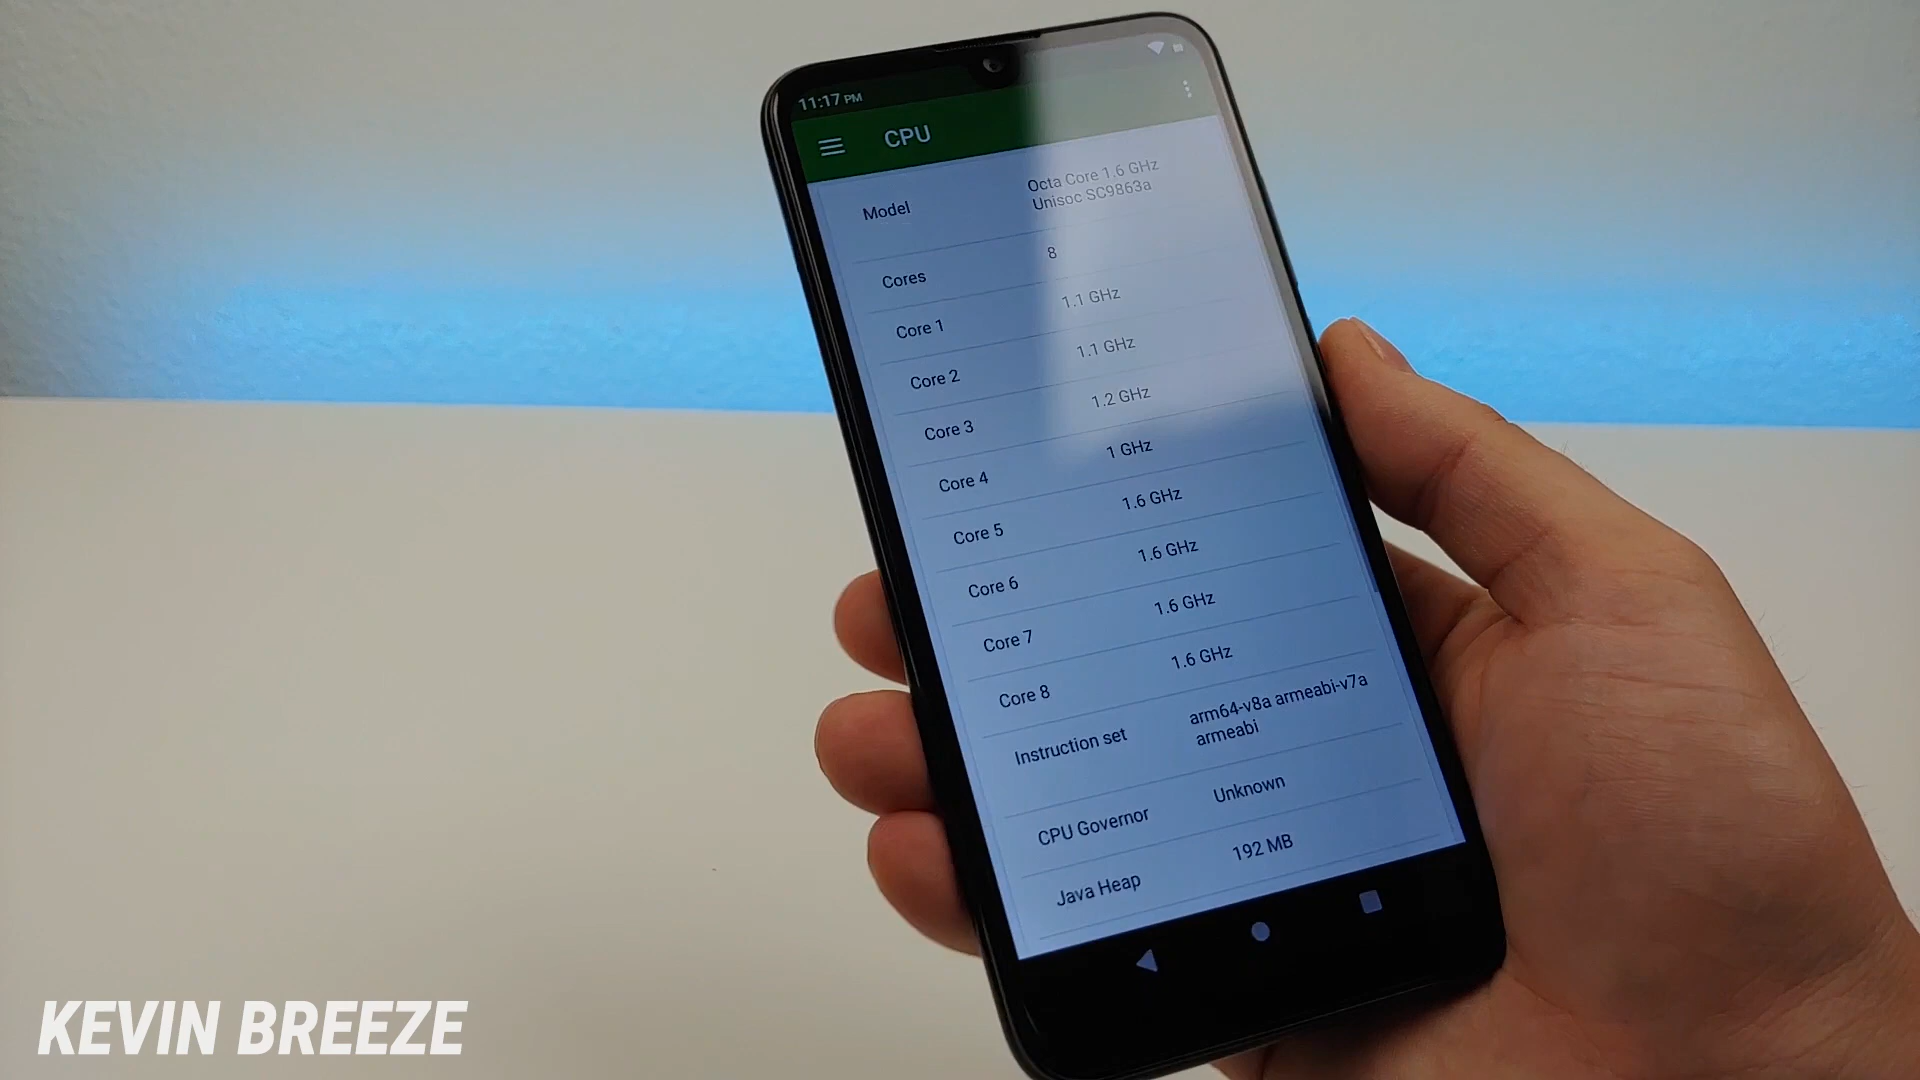 11:17 PM
CPU
Model
Octa Core 1.6 GHz
Unisoc SC9863a
Cores 8
Core 1 1.1 GHz
Core 2 1.1 GHz
Core 3 1.2 GHz
Core 4 1 GHz
Core 5 1.6 GHz
Core 6 1.6 GHz
Core 7 1.6 GHz
Core 8 1.6 GHz
Instruction set
arm64-v8a armeabi-v7a
armeabi
CPU Governor Unknown
Java Heap 192 MB
KEVIN BREEZE